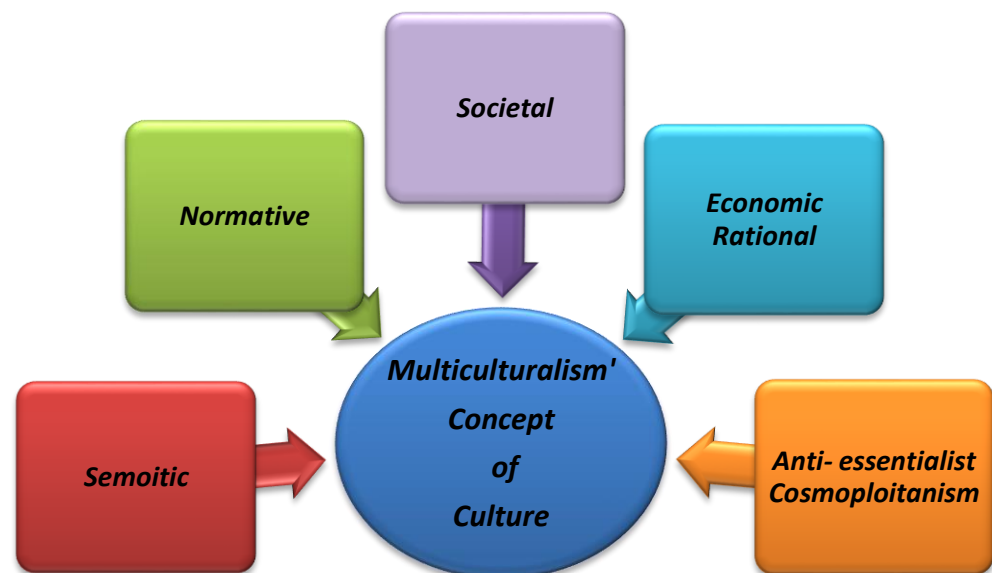 Societal
Normative
Economic
Rational
Multiculturalism'
Concept
of
Culture
Semoitic
Anti- essentialist
Cosmoploitanism